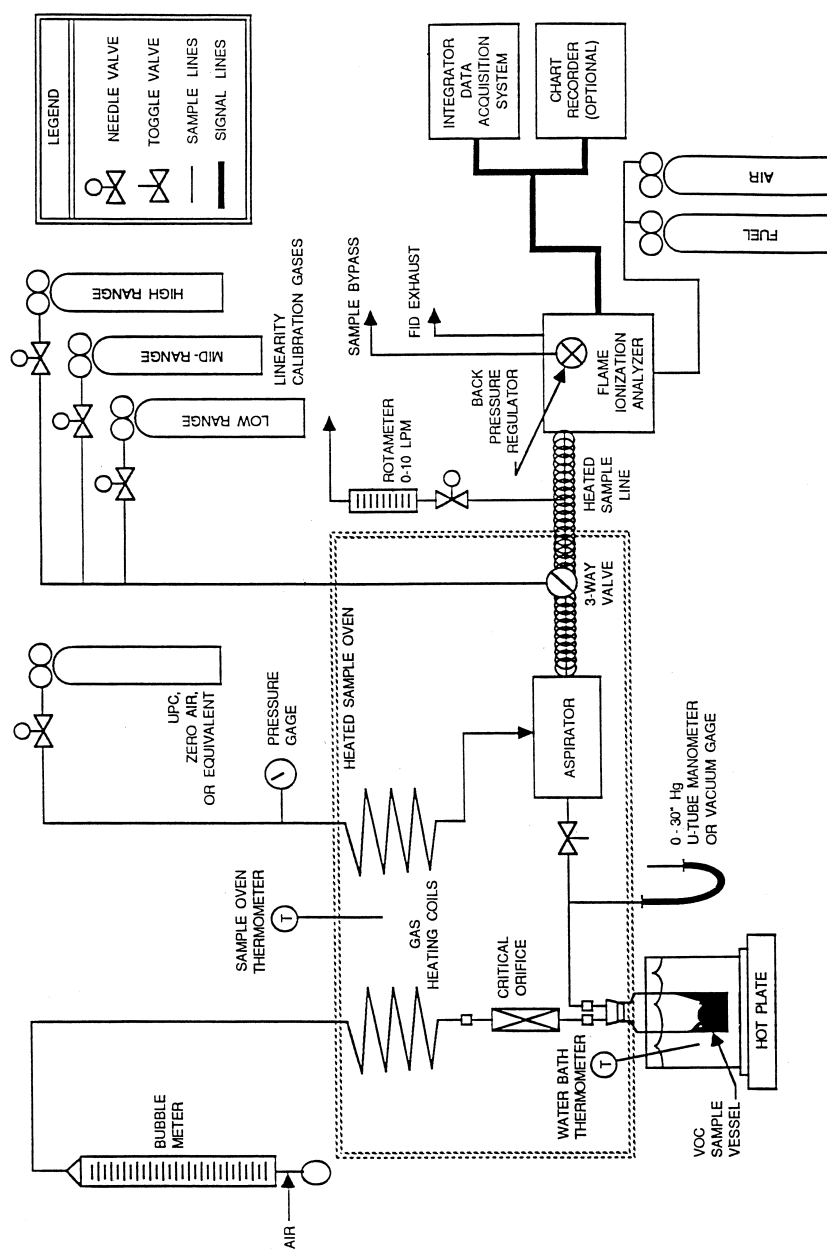 LEGEND
NEEDLE VALVE
TOGGLE VALVE
SAMPLE LINES
SIGNAL LINES
HIGH RANGE
MID-RANGE
LOW RANGE
LINEARITY
CALIBRATION GASES
UPC,
ZERO AIR,
OR EQUIVALENT
PRESSURE
GAGE
HEATED SAMPLE OVEN
SAMPLE OVEN
THERMOMETER
T
GAS
HEATING COILS
BUBBLE
METER
AIR
CRITICAL
ORIFICE
WATER BATH
THERMOMETER
T
VOC
SAMPLE
VESSEL
HOT PLATE
0 - 30" Hg
U-TUBE MANOMETER
OR VACUUM GAGE
ASPIRATOR
3-WAY
VALVE
HEATED
SAMPLE
LINE
ROTAMETER
0-10 LPM
BACK
PRESSURE
REGULATOR
SAMPLE BYPASS
FID EXHAUST
FLAME
IONIZATION
ANALYZER
INTEGRATOR
DATA
ACQUISITION
SYSTEM
CHART
RECORDER
(OPTIONAL)
FUEL
AIR